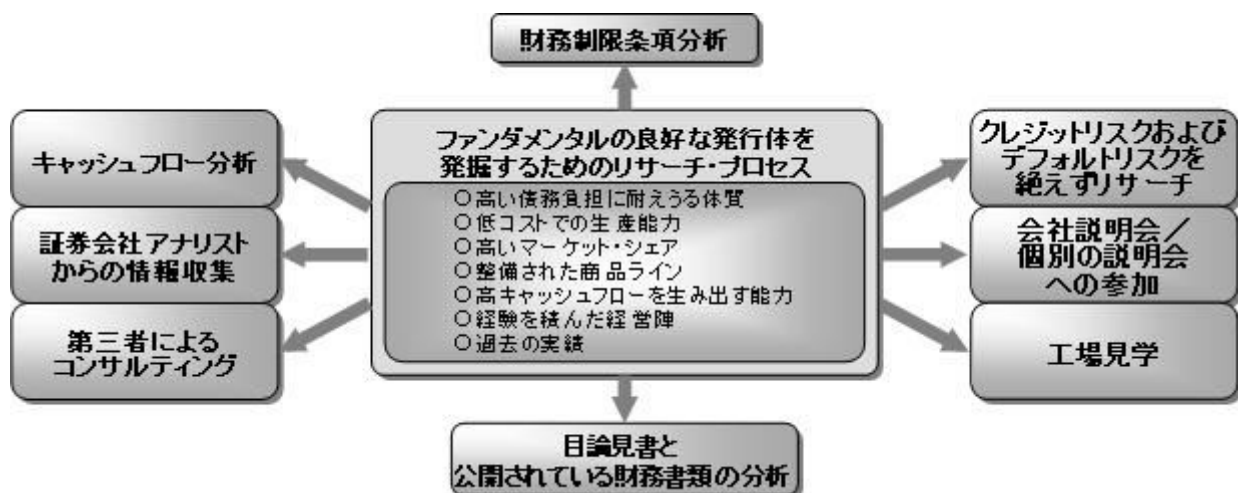 財務制限条項分析
キャッシュフロー分析
証券会社アナリスト
からの情報収集
第三者による
コンサルティング
ファンダメンタルの良好な発行体を
発掘するためのリサーチ・プロセス
○高い債務負担に耐えうる体質
○低コストでの生産能力
○高いマーケット・シェア
○整備された商品ライン
○高キャッシュフローを生み出す能力
○経験を積んだ経営陣
○過去の実績
クレジットリスクおよび
デフォルトリスクを
絶えずリサーチ
会社説明会／
個別の説明会
への参加
工場見学
目論見書と
公開されている財務書類の分析